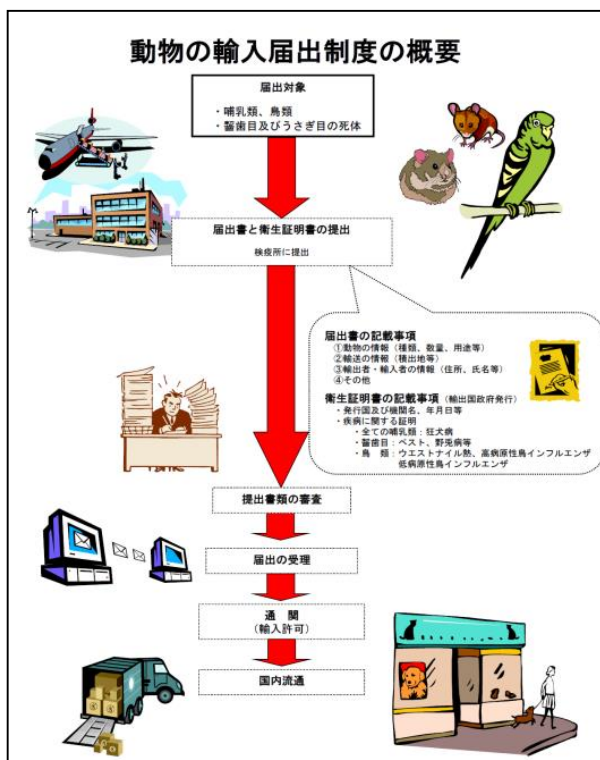 動物の輸入届出制度の概要
届出対象
・哺乳類、鳥類
・齧歯目及びうさぎ目の死体
届出書と衛生証明書の提出
検疫所に提出
届出書の記載事項
①動物の情報（種類、数量、用途等）
②輸送の情報（積出地等）
③輸出者・輸入者の情報（住所、氏名等）
④その他
衛生証明書の記載事項（輸出国政府発行）
・発行国及び機関名、年月日等
・疾病に関する証明
・全ての哺乳類：狂犬病
・齧歯目：ペスト、野兎病等
・鳥　類：ウエストナイル熱、高病原性鳥インフルエンザ
低病原性鳥インフルエンザ
提出書類の審査
届出の受理
通　関
（輸入許可）
国内流通